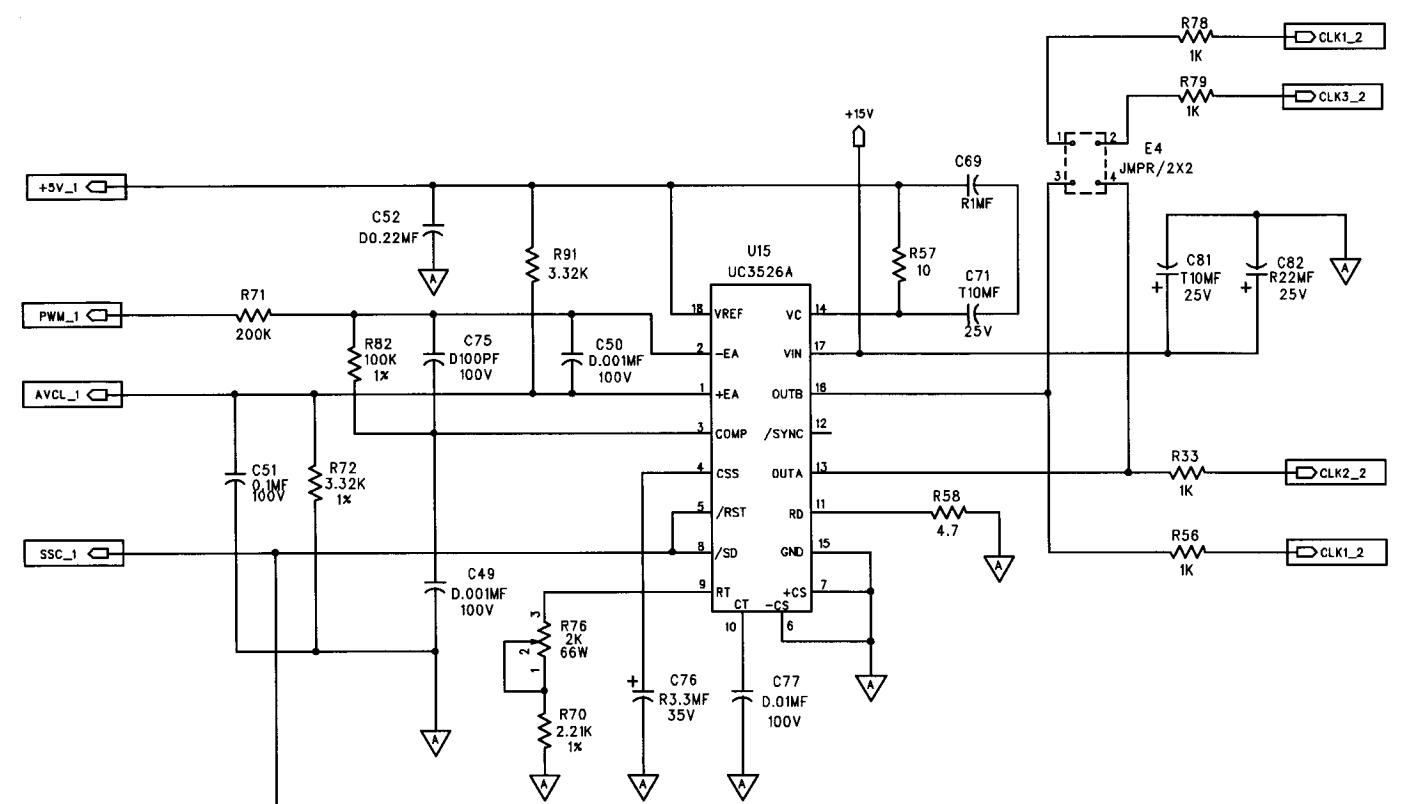 R78
1K
CLK1_2
R79
1K
CLK3_2
+15V
1
2
3
4
E4
JMPR/2X2
+5V_1
C52
D0.22MF
A
R91
3.32K
C69
R1MF
R57
10
C71
T10MF
25V
C81
T10MF
25V
+
C82
R22MF
25V
+
A
U15
UC3526A
PWM_1
R71
200K
R82
100K
1%
C75
D100PF
100V
C50
D.001MF
100V
18 VREF
VC 14
2 -EA
VIN 17
AVCL_1
1 +EA
OUTB 16
3 COMP
/SYNC 12
4 CSS
OUTA 13
5 /RST
RD 11
8 /SD
GND 15
9 RT
+CS 7
CT
-CS
10
6
C51
0.1MF
100V
R72
3.32K
1%
R33
1K
CLK2_2
R58
4.7
A
SSC_1
R56
1K
CLK1_2
C49
D.001MF
100V
A
3
2
1
R76
2K
66W
R70
2.21K
1%
A
+
C76
R3.3MF
35V
A
C77
D.01MF
100V
A
A